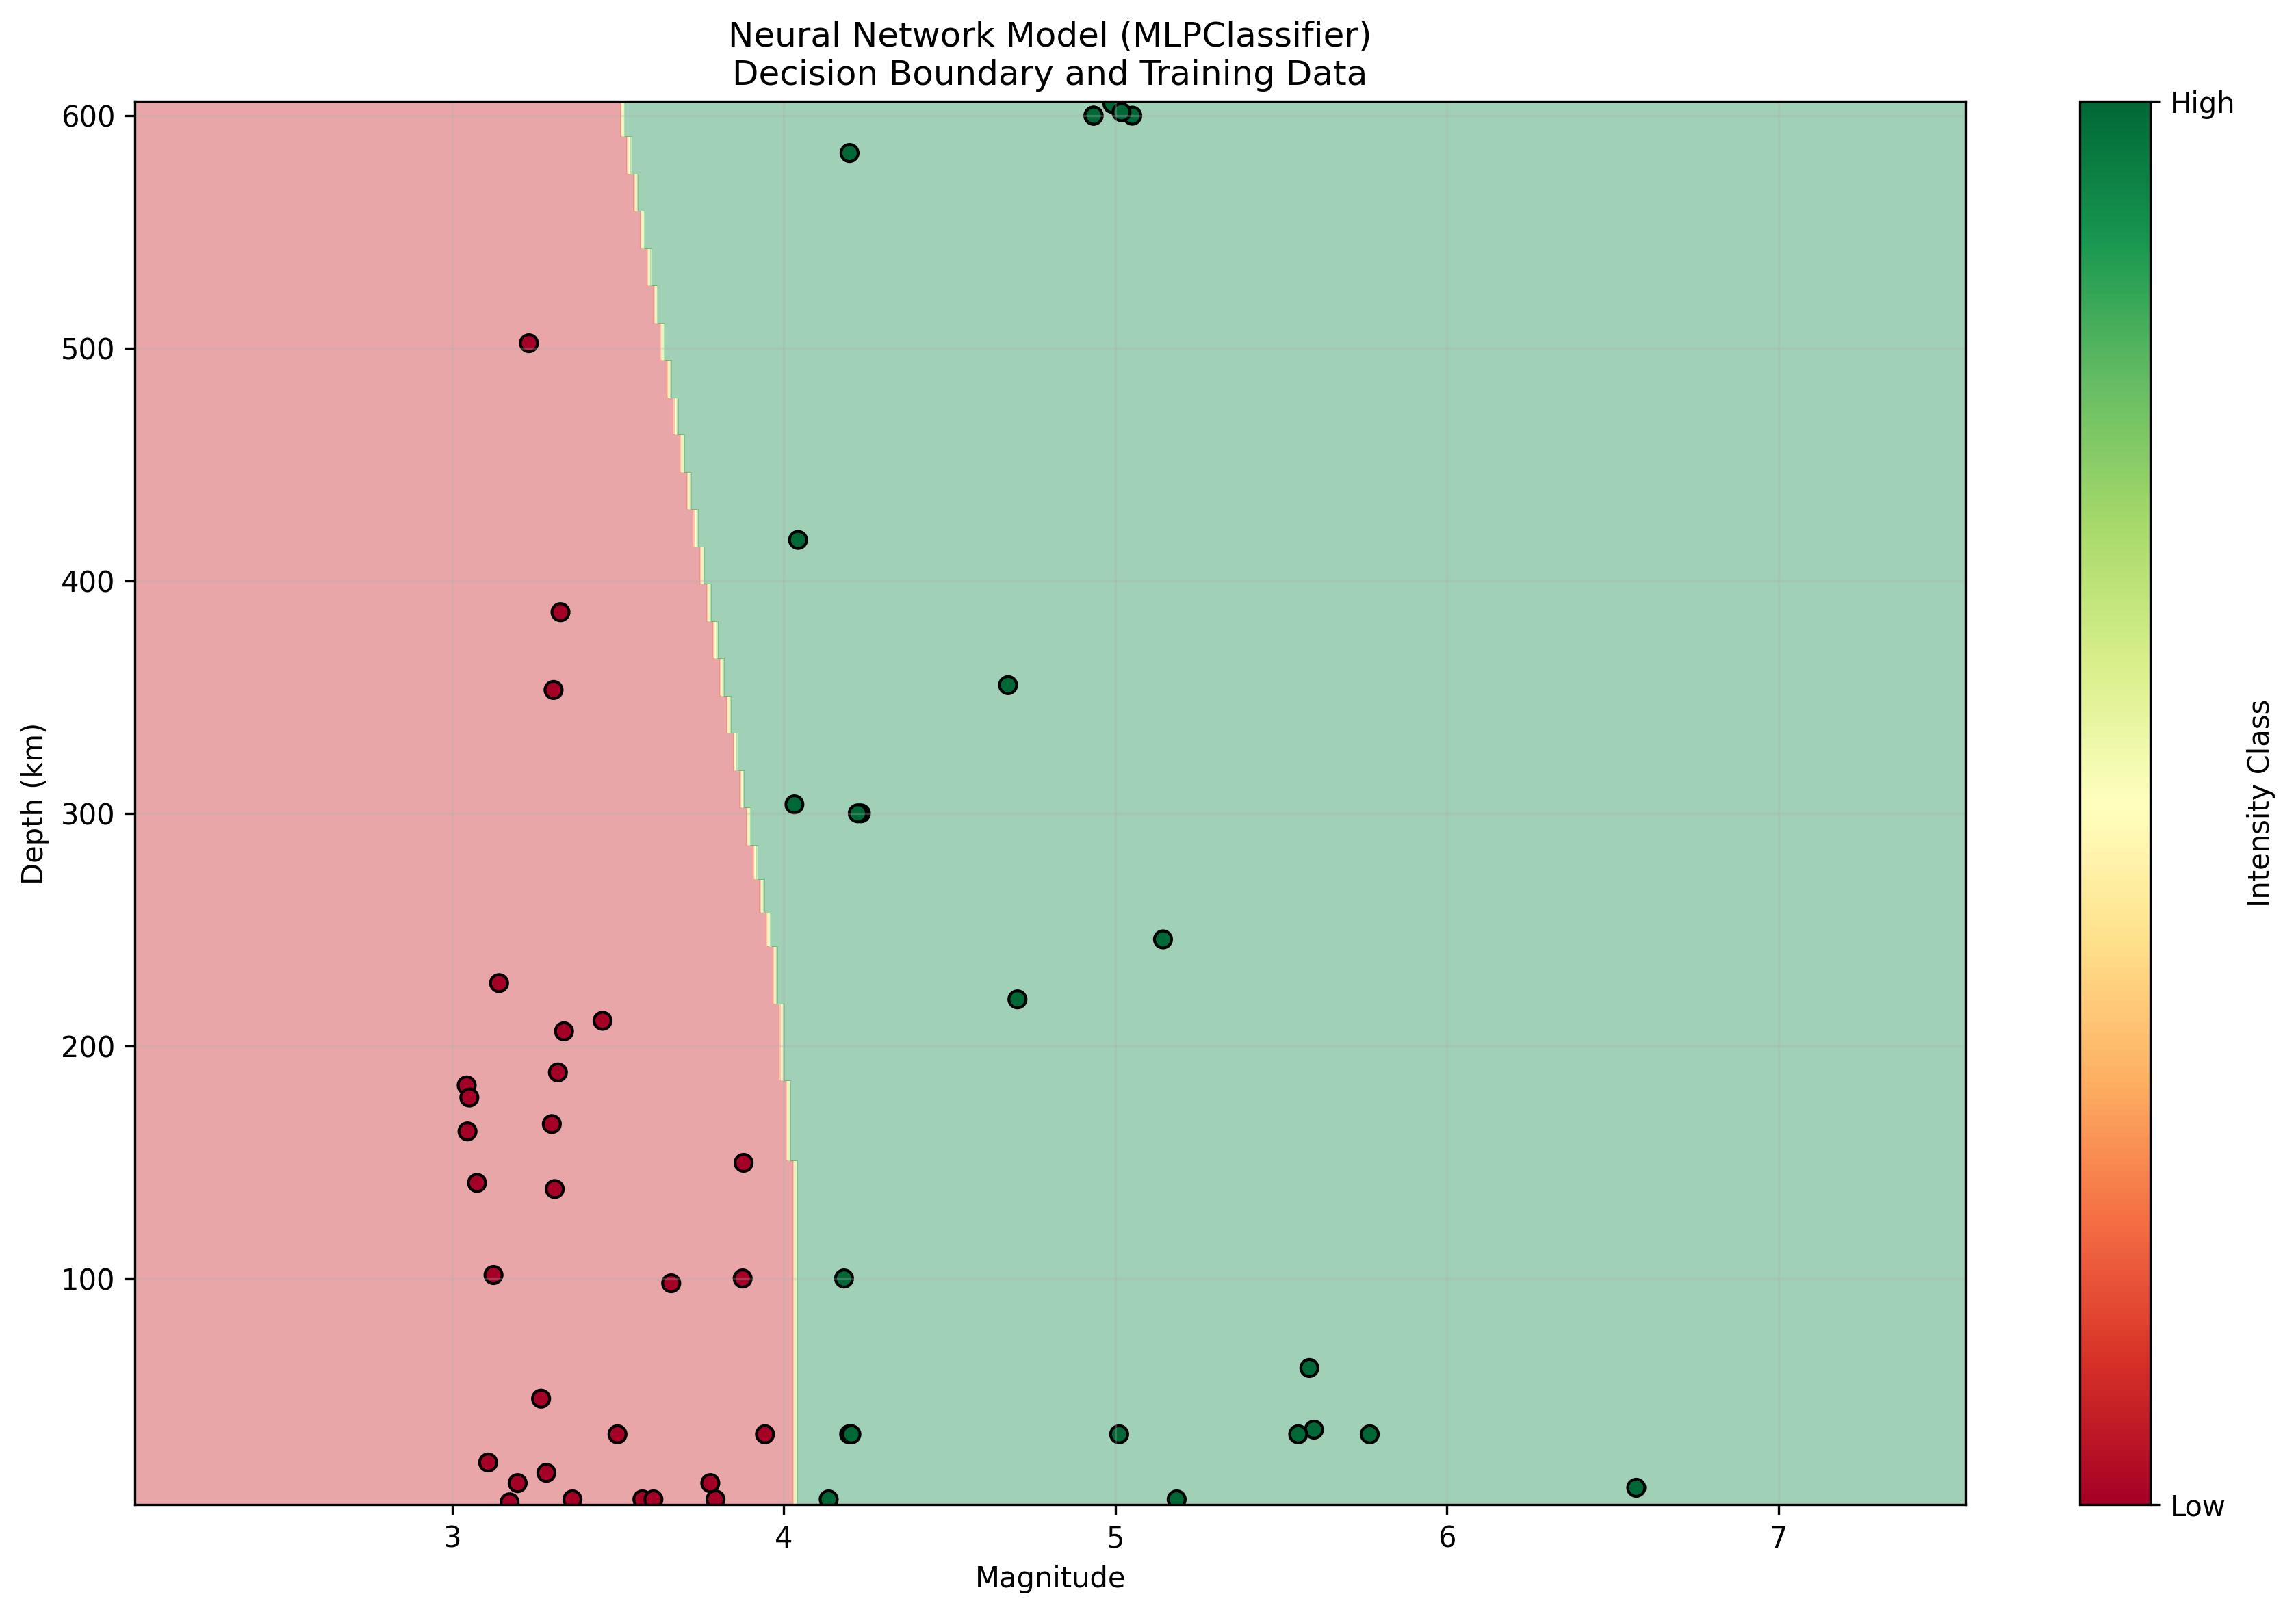 Neural Network Model (MLPClassifier)
Decision Boundary and Training Data
600
500
400
300
200
100
Depth (km)
3
4
5
6
7
Magnitude
High
Low
Intensity Class